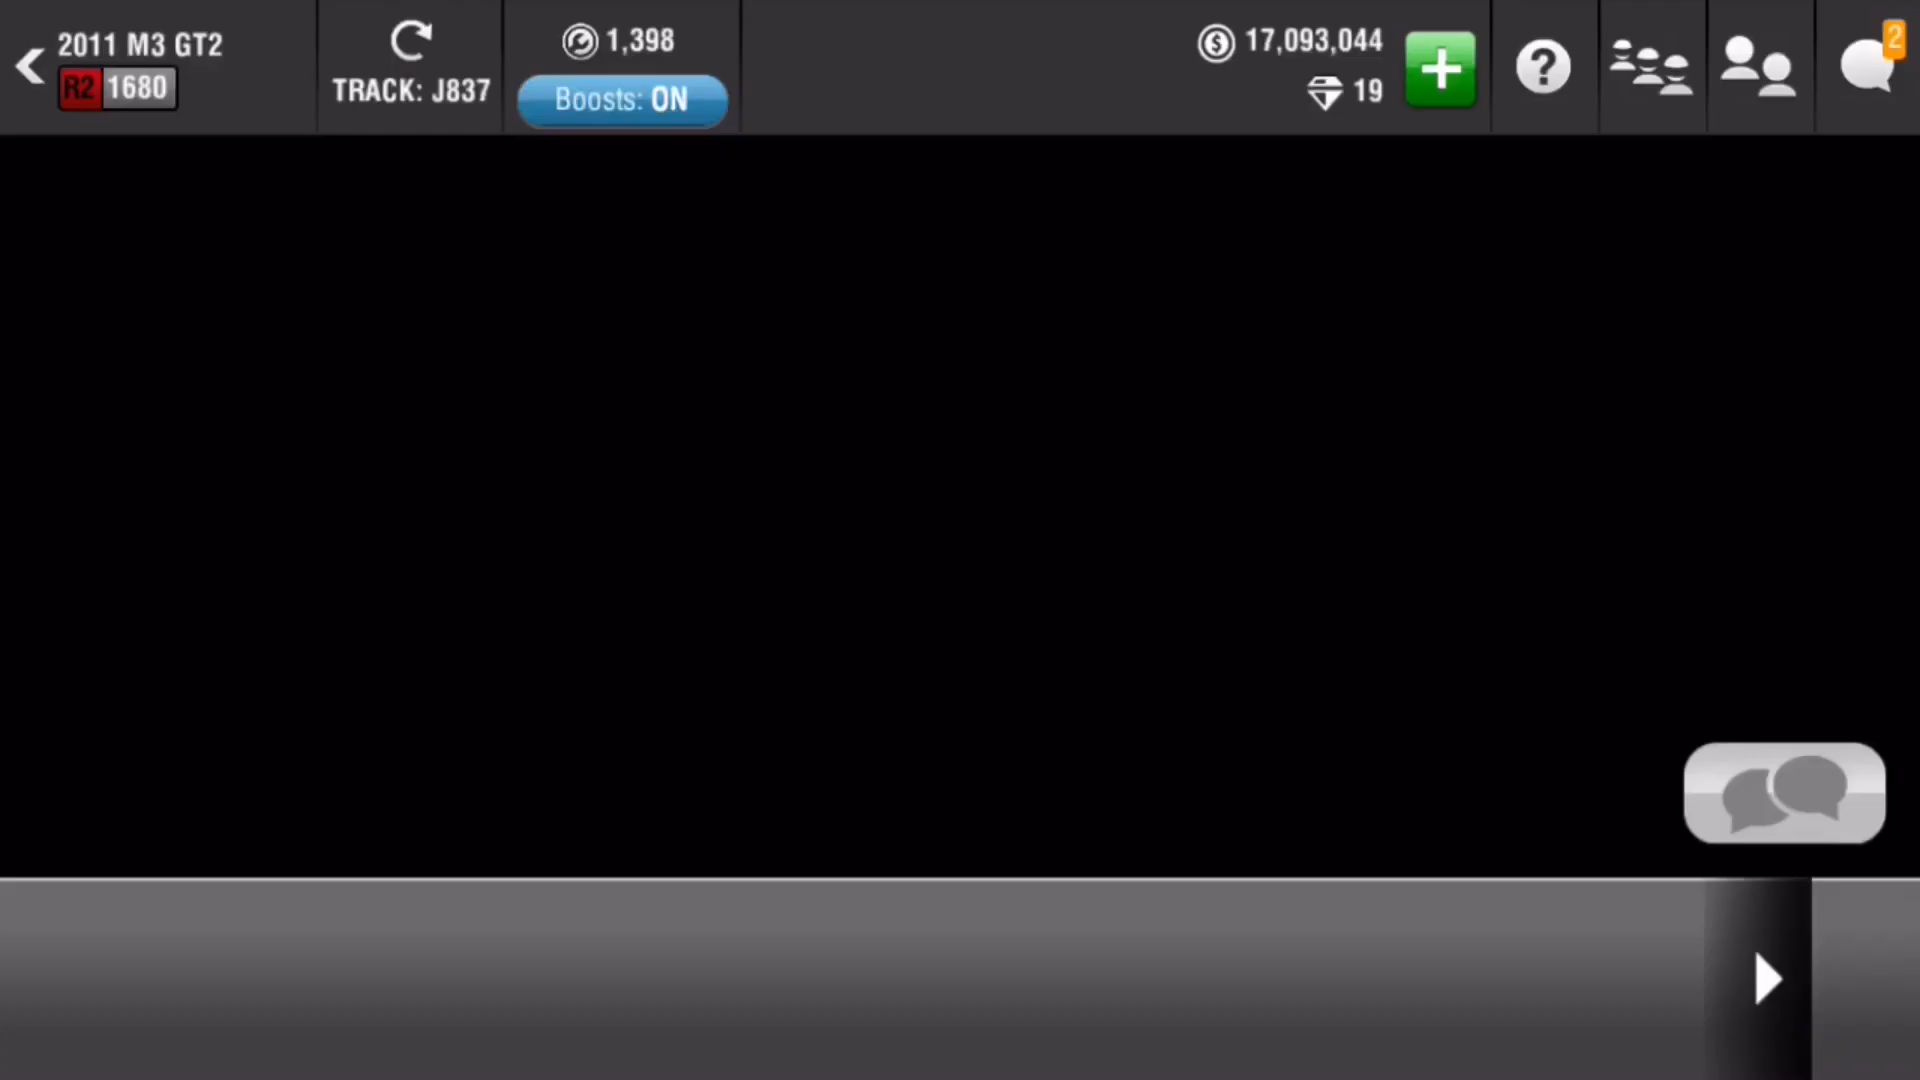 2011 M3 GT2
R2 1680
TRACK: J837
1,398
Boosts: ON
17,093,044
19
2